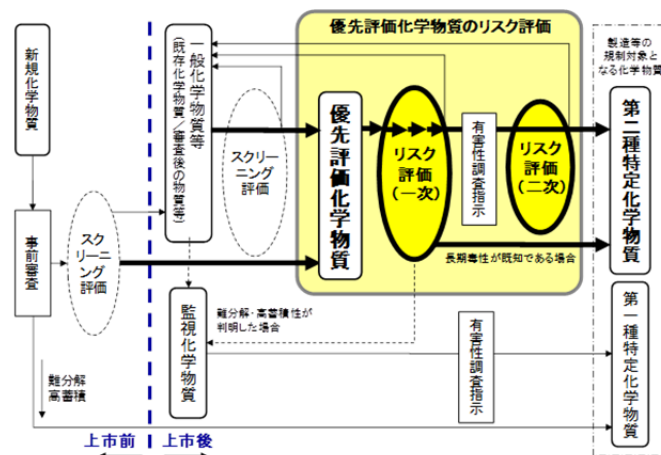 優先評価化学物質のリスク評価
新規化学物質
事前審査
スクリーニング評価
難分解
高蓄積
上市前
上市後
一般化学物質等
(既存化学物質/審査後の物質等)
スクリーニング評価
監視化学物質
優先評価化学物質
リスク評価(一次)
有害性調査指示
リスク評価(二次)
長期毒性が既知である場合
難分解・高蓄積性が
判明した場合
有害性調査指示
製造等の
規制対象と
なる化学物質
第二種特定化学物質
第一種特定化学物質